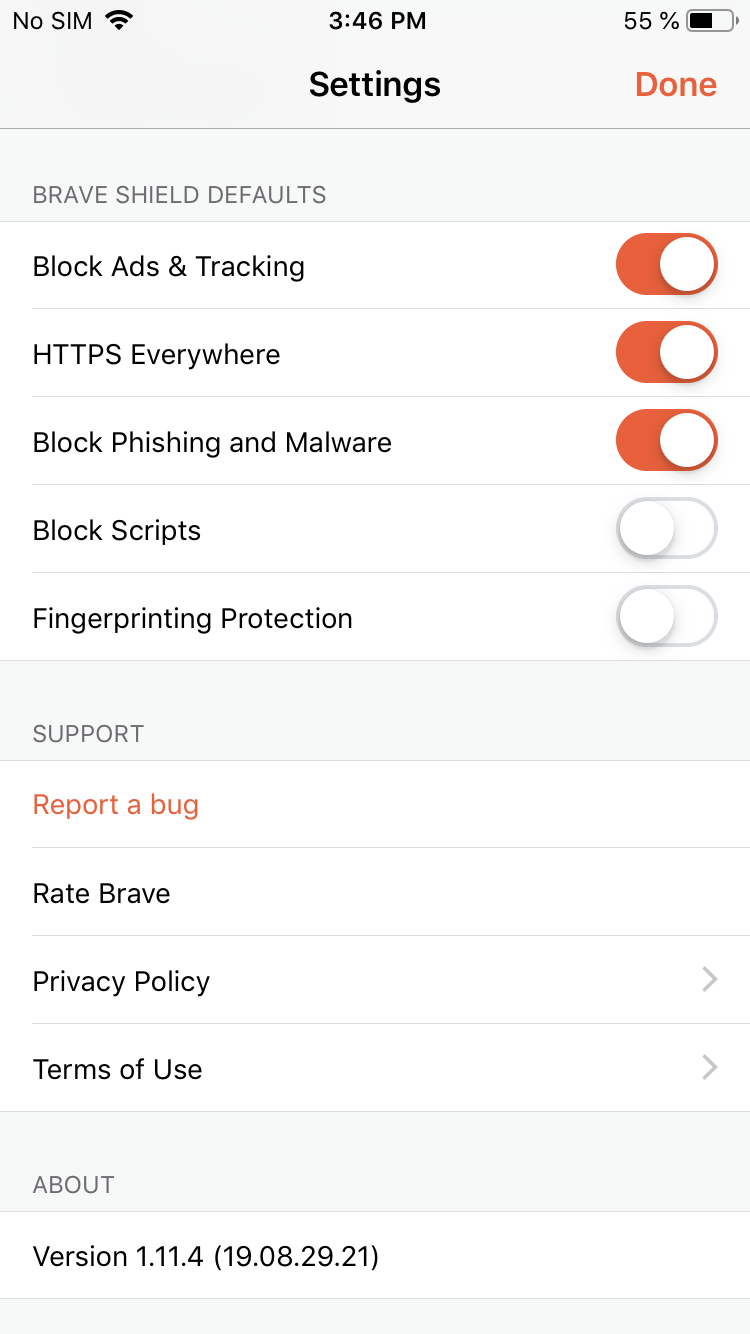 No SIM 3:46 PM 55 %
Settings Done
BRAVE SHIELD DEFAULTS
Block Ads & Tracking
HTTPS Everywhere
Block Phishing and Malware
Block Scripts
Fingerprinting Protection
SUPPORT
Report a bug
Rate Brave
Privacy Policy
Terms of Use
ABOUT
Version 1.11.4 (19.08.29.21)